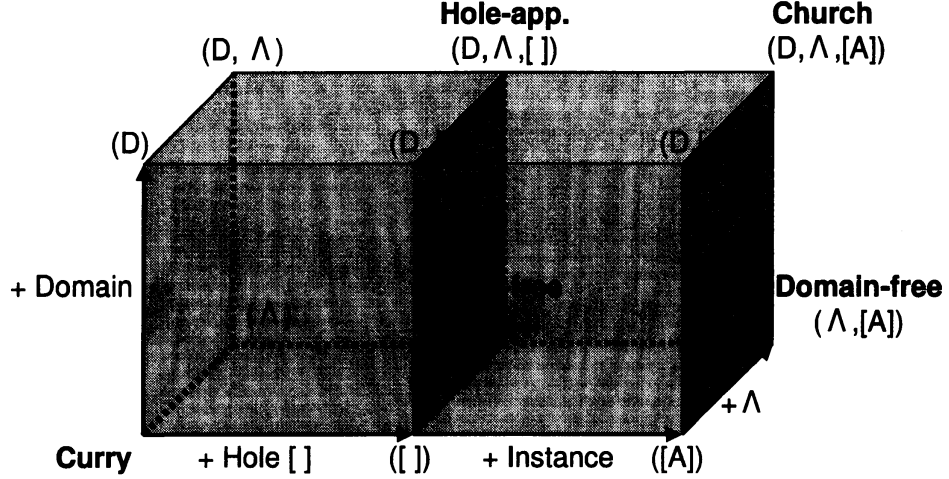 Hole-app.
Church
(D, Λ)
(D, Λ ,[ ])
(D, Λ ,[A])
(D)
(D,
(D,
+ Domain
Domain-free
(Λ)
( Λ ,[A])
+ Λ
Curry
+ Hole [ ]
([ ])
+ Instance
([A])